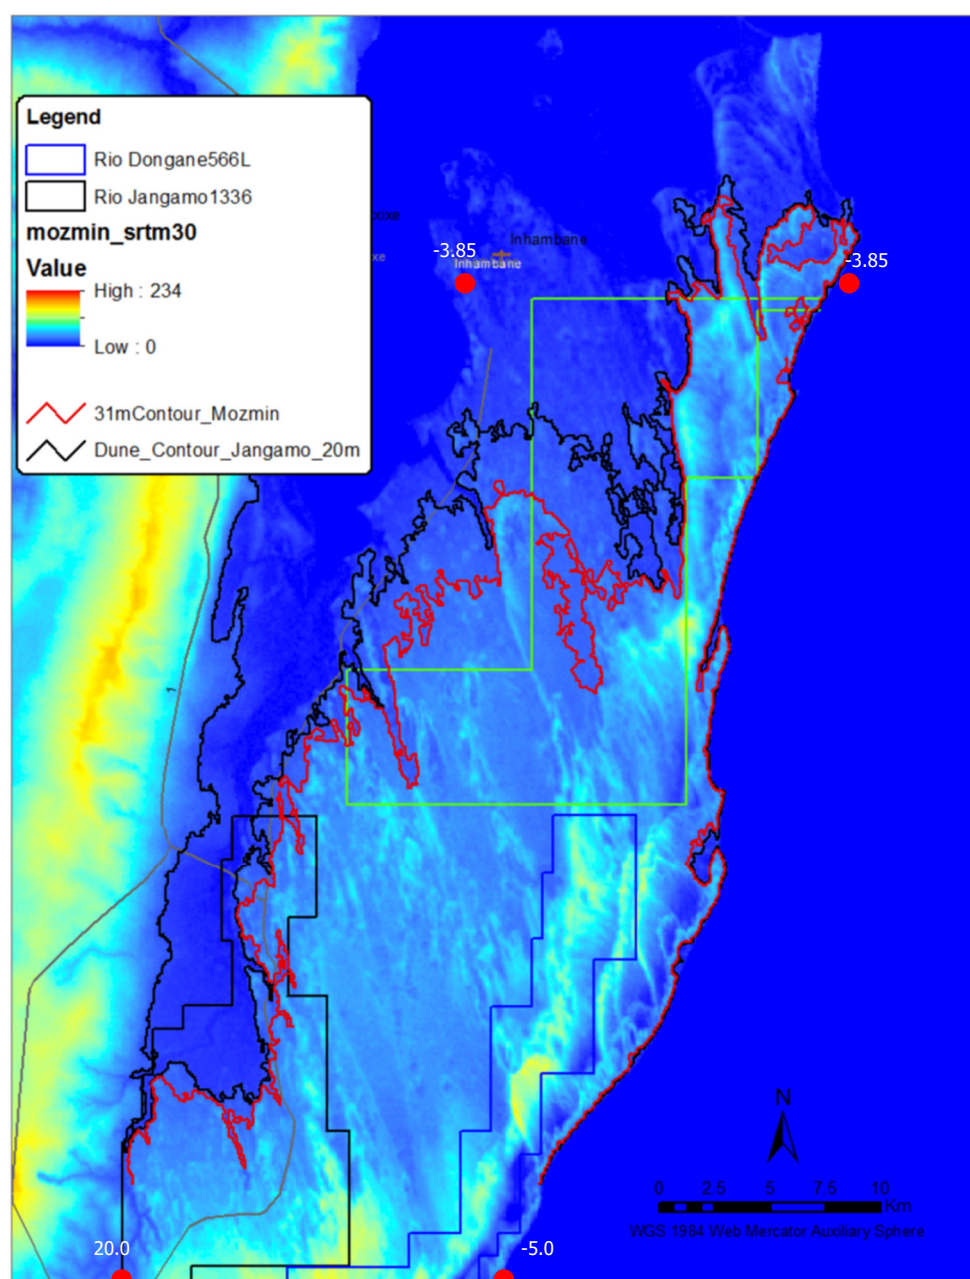 Legend
Rio Dongane566L
Rio Jangamo1336
mozmin_srtm30
Value
High : 234
Low : 0
31mContour_Mozmin
Dune_Contour_Jangamo_20m
Inhambane
-3.85
Inhambane
-3.85
1
N
0 2.5 5 7.5 10
Km
WGS 1984 Web Mercator Auxiliary Sphere
20.0
-5.0